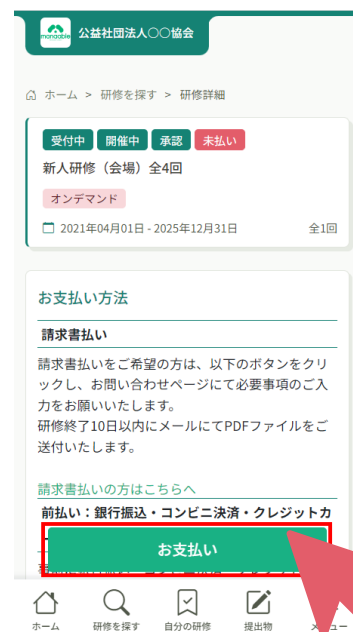 manaable 公益社団法人○○協会
ホーム > 研修を探す > 研修詳細
受付中 開催中 承認 未払い
新人研修（会場）全4回
オンデマンド
2021年04月01日 - 2025年12月31日 全1回
お支払い方法
請求書払い
請求書払いをご希望の方は、以下のボタンをクリ
ックし、お問い合わせページにて必要事項のご入
力をお願いいたします。
研修終了10日以内にメールにてPDFファイルをご
送付いたします。
請求書払いの方はこちらへ
前払い：銀行振込・コンビニ決済・クレジットカ
お支払い
ホーム 研修を探す 自分の研修 提出物